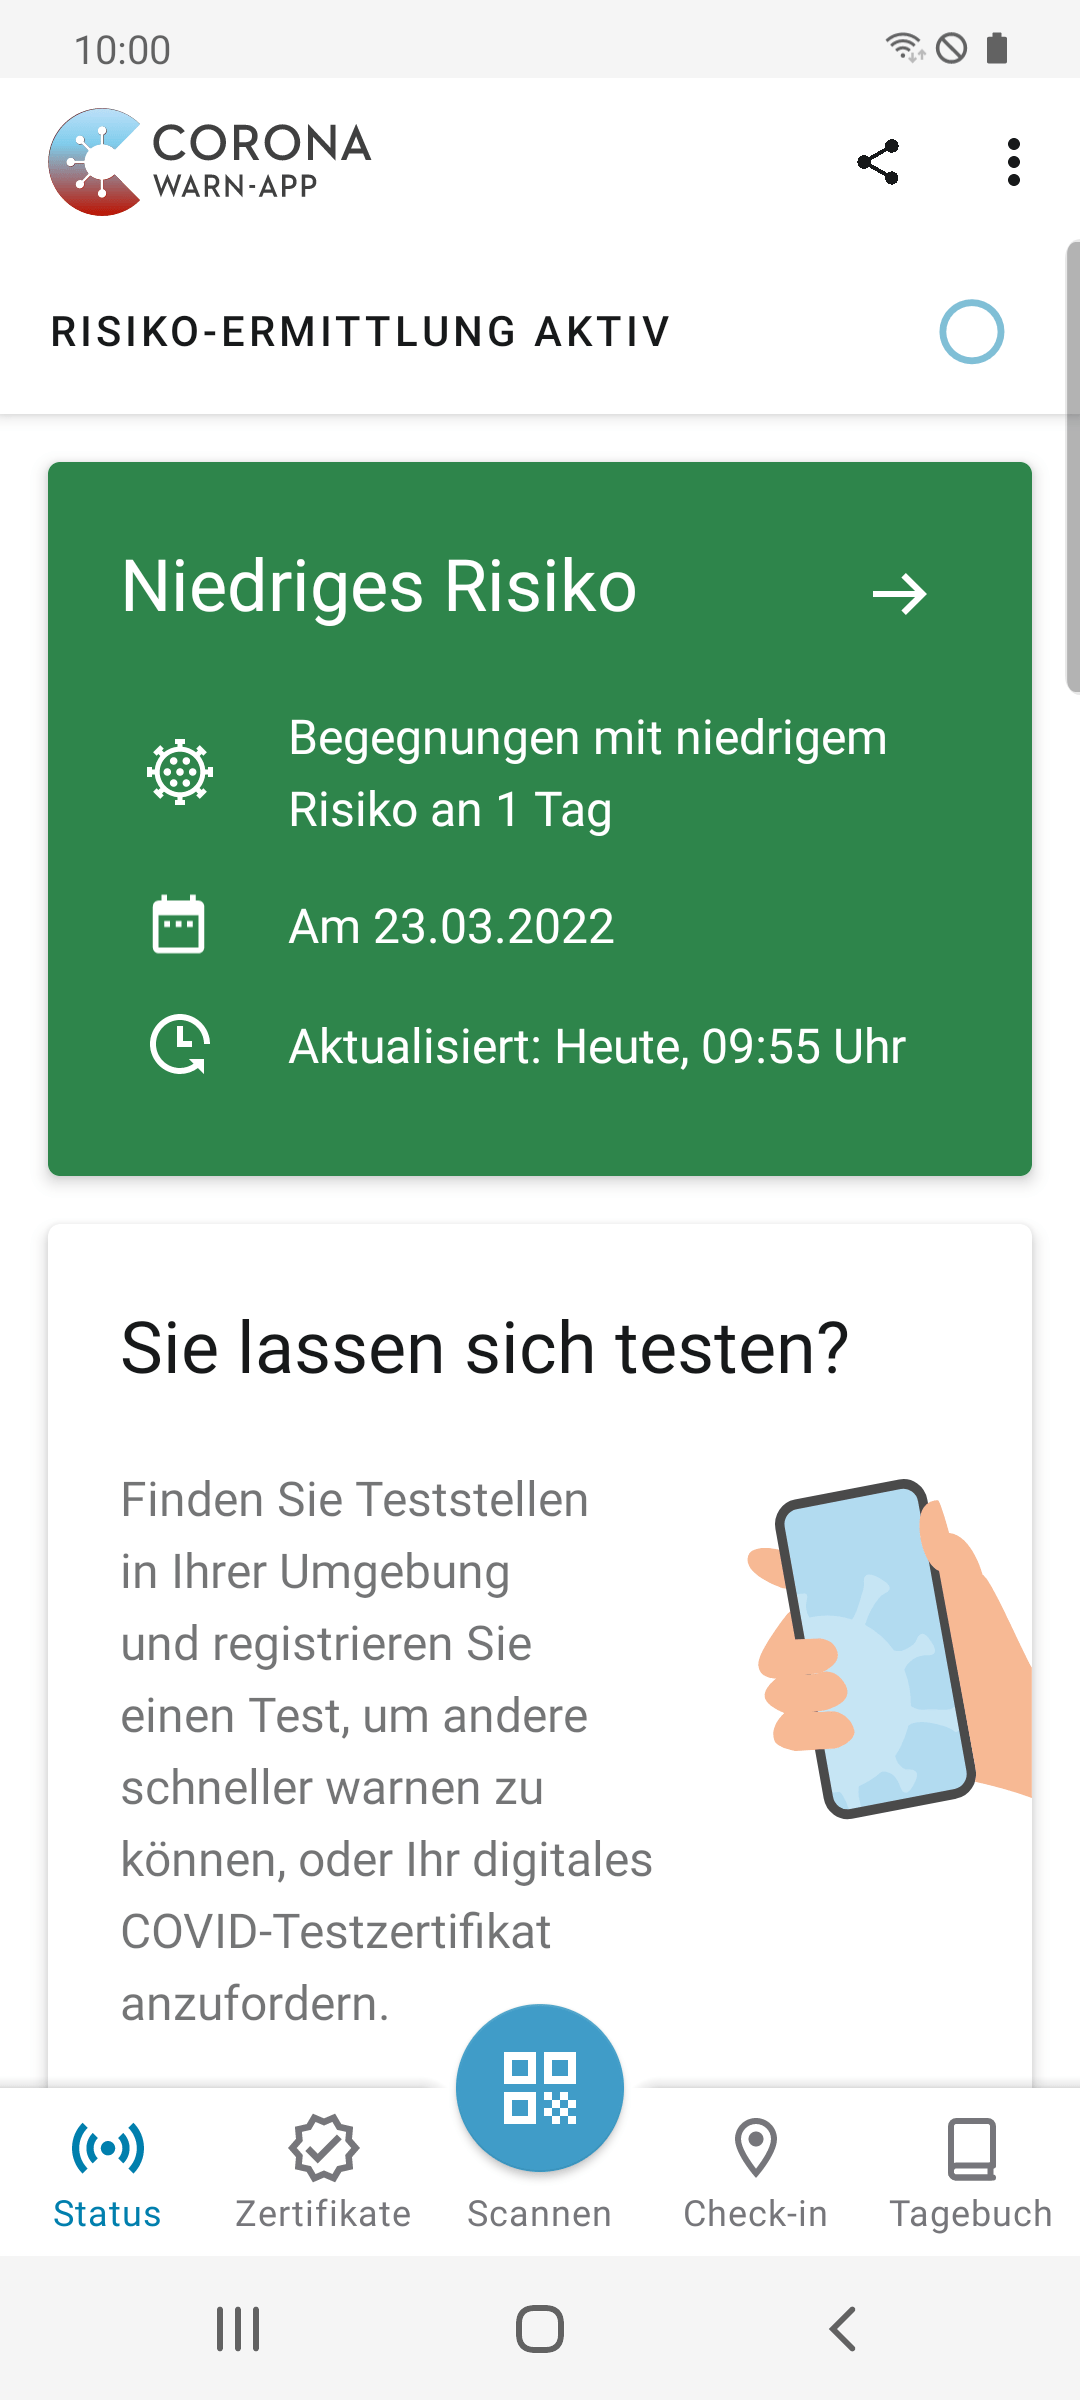 10:00
CORONA
WARN-APP
RISIKO-ERMITTLUNG AKTIV
Niedriges Risiko
Begegnungen mit niedrigem
Risiko an 1 Tag
Am 23.03.2022
Aktualisiert: Heute, 09:55 Uhr
Sie lassen sich testen?
Finden Sie Teststellen
in Ihrer Umgebung
und registrieren Sie
einen Test, um andere
schneller warnen zu
können, oder Ihr digitales
COVID-Testzertifikat
anzufordern.
Status
Zertifikate
Scannen
Check-in
Tagebuch